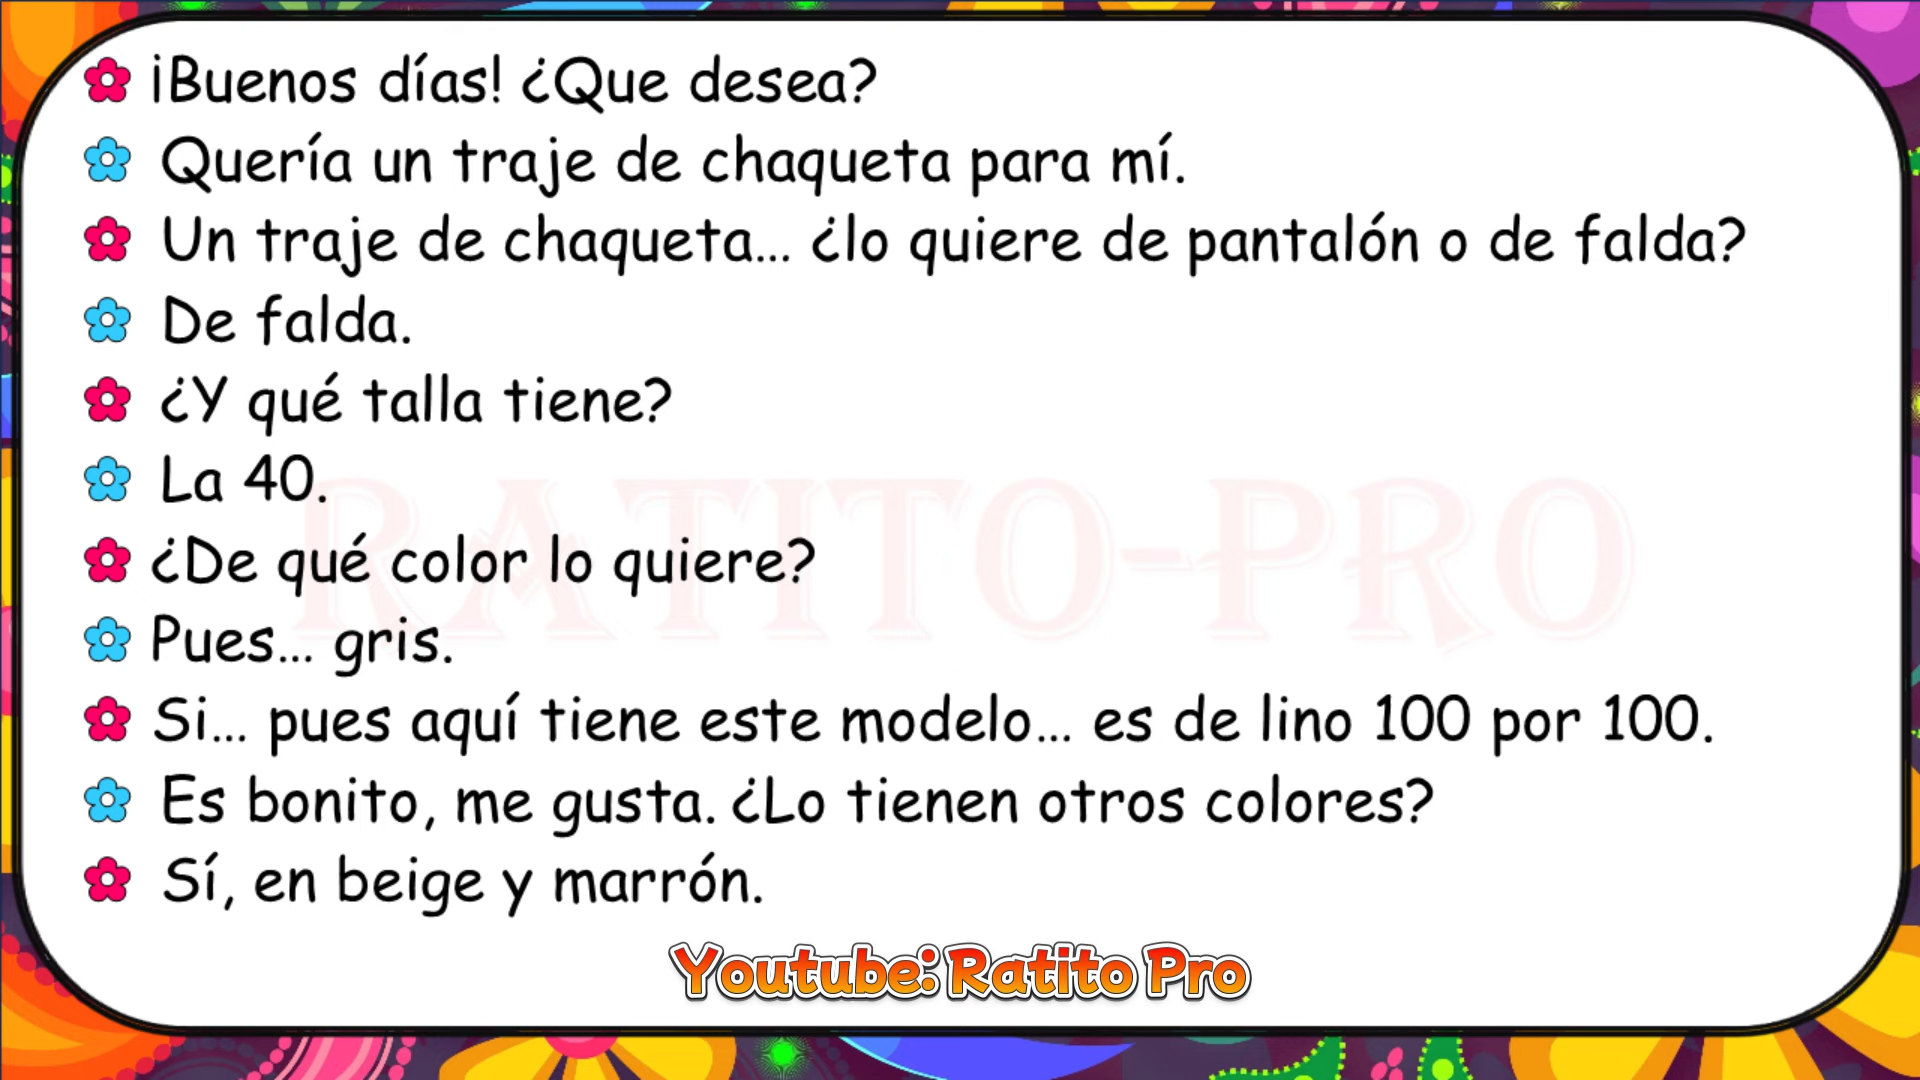 ¡Buenos días! ¿Que desea?
Quería un traje de chaqueta para mí.
Un traje de chaqueta... ¿lo quiere de pantalón o de falda?
De falda.
¿Y qué talla tiene?
La 40.
¿De qué color lo quiere?
Pues... gris.
Si... pues aquí tiene este modelo... es de lino 100 por 100.
Es bonito, me gusta. ¿Lo tienen otros colores?
Sí, en beige y marrón.
RATITO-PRO
Youtube: Ratito Pro